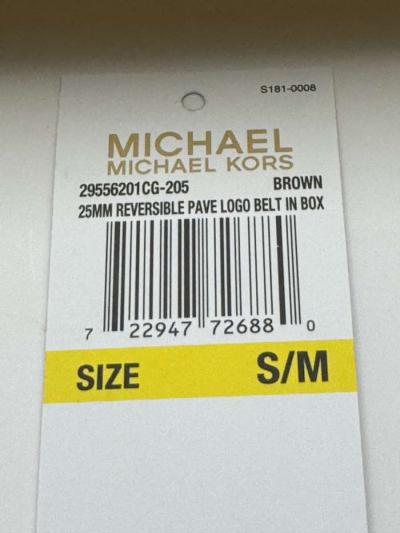 S181-0008
MICHAEL
MICHAEL KORS
29556201CG-205 BROWN
25MM REVERSIBLE PAVE LOGO BELT IN BOX
7 22947 72688 0
SIZE S/M